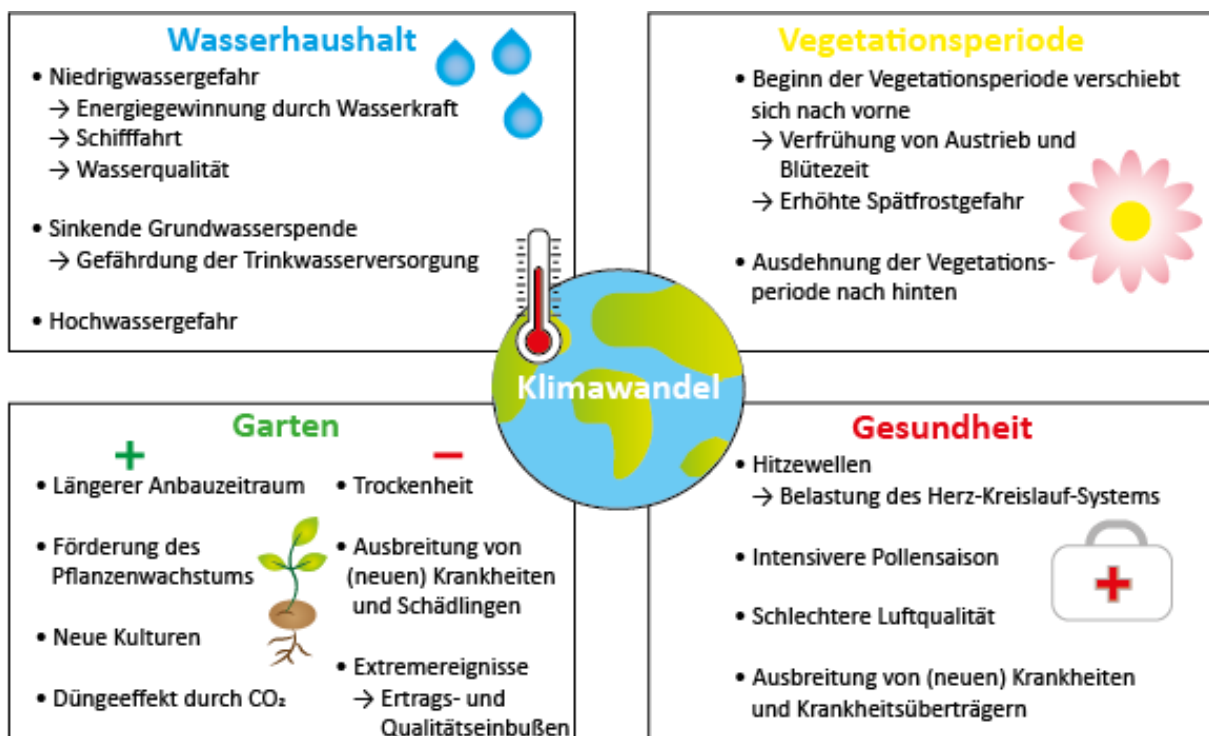 Wasserhaushalt
• Niedrigwassergefahr
→ Energiegewinnung durch Wasserkraft
→ Schifffahrt
→ Wasserqualität
• Sinkende Grundwasserspende
→ Gefährdung der Trinkwasserversorgung
• Hochwassergefahr
Vegetationsperiode
• Beginn der Vegetationsperiode verschiebt
sich nach vorne
→ Verfrühung von Austrieb und
Blütezeit
→ Erhöhte Spätfrostgefahr
• Ausdehnung der Vegetations-
periode nach hinten
Klimawandel
Garten
+
• Längerer Anbauzeitraum
• Förderung des
Pflanzenwachstums
• Neue Kulturen
• Düngeeffekt durch CO₂
−
• Trockenheit
• Ausbreitung von
(neuen) Krankheiten
und Schädlingen
• Extremereignisse
→ Ertrags- und
Qualitätseinbußen
Gesundheit
• Hitzewellen
→ Belastung des Herz-Kreislauf-Systems
• Intensivere Pollensaison
• Schlechtere Luftqualität
• Ausbreitung von (neuen) Krankheiten
und Krankheitsüberträgern